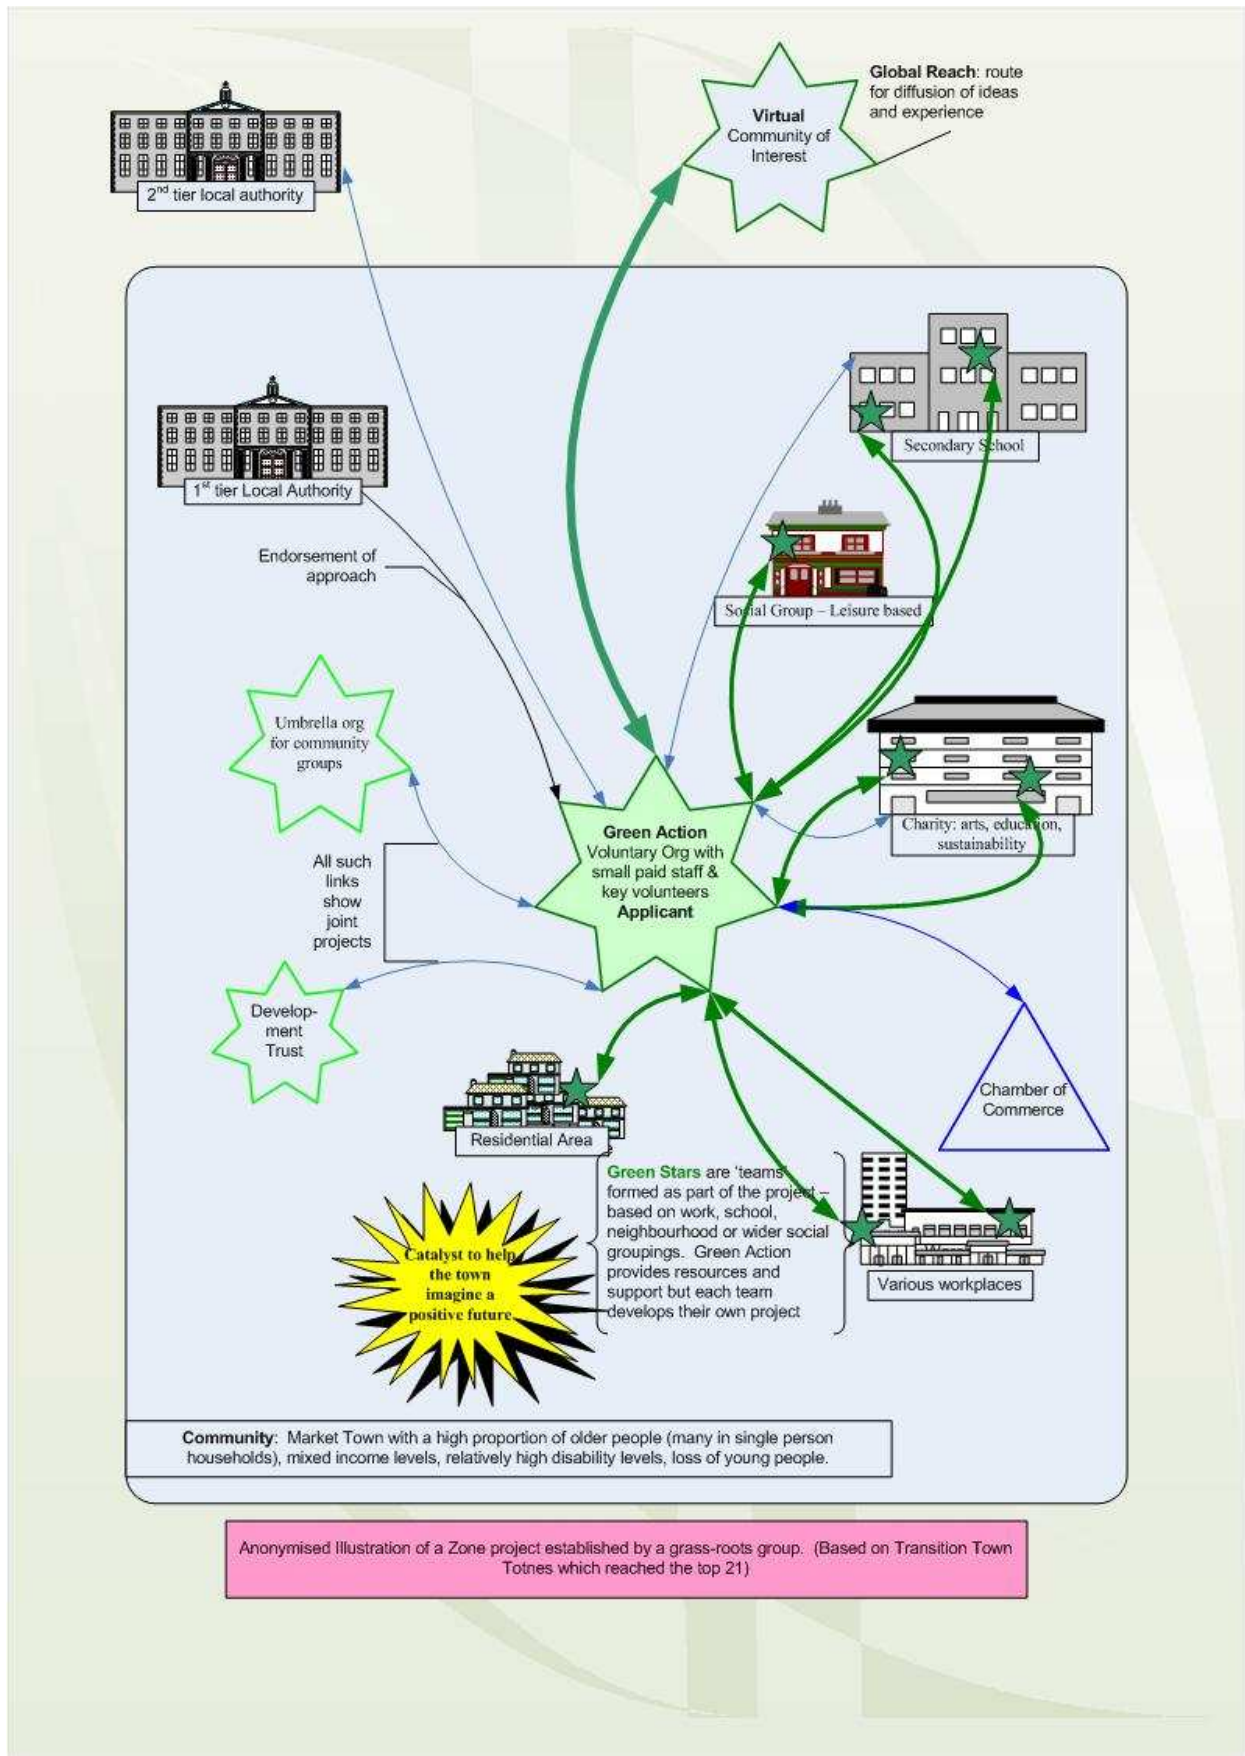 Global Reach: route
for diffusion of ideas
and experience
Virtual
Community of
Interest
2nd tier local authority
Secondary School
1st tier Local Authority
Endorsement of
approach
Social Group – Leisure based
Umbrella org
for community
groups
Charity: arts, education,
sustainability
Green Action
Voluntary Org with
small paid staff &
key volunteers
Applicant
All such
links
show
joint
projects
Develop-
ment
Trust
Chamber of
Commerce
Residential Area
Green Stars are ‘teams’
formed as part of the project –
based on work, school,
neighbourhood or wider social
groupings. Green Action
provides resources and
support but each team
develops their own project
Catalyst to help
the town
imagine a
positive future
Various workplaces
Community: Market Town with a high proportion of older people (many in single person
households), mixed income levels, relatively high disability levels, loss of young people.
Anonymised Illustration of a Zone project established by a grass-roots group. (Based on Transition Town
Totnes which reached the top 21)